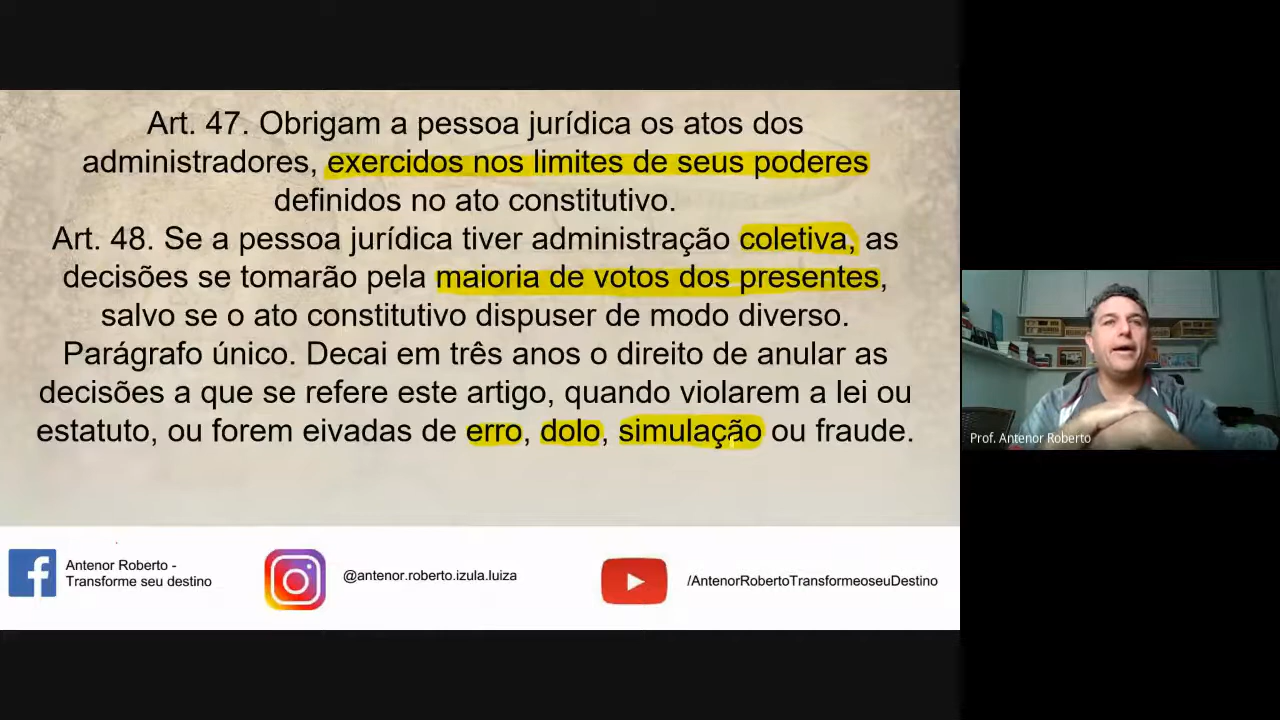 Art. 47. Obrigam a pessoa jurídica os atos dos
administradores, exercidos nos limites de seus poderes
definidos no ato constitutivo.
Art. 48. Se a pessoa jurídica tiver administração coletiva, as
decisões se tomarão pela maioria de votos dos presentes,
salvo se o ato constitutivo dispuser de modo diverso.
Parágrafo único. Decai em três anos o direito de anular as
decisões a que se refere este artigo, quando violarem a lei ou
estatuto, ou forem eivadas de erro, dolo, simulação ou fraude.
Prof. Antenor Roberto
Antenor Roberto -
Transforme seu destino
@antenor.roberto.izula.luiza
/AntenorRobertoTransformeoseuDestino